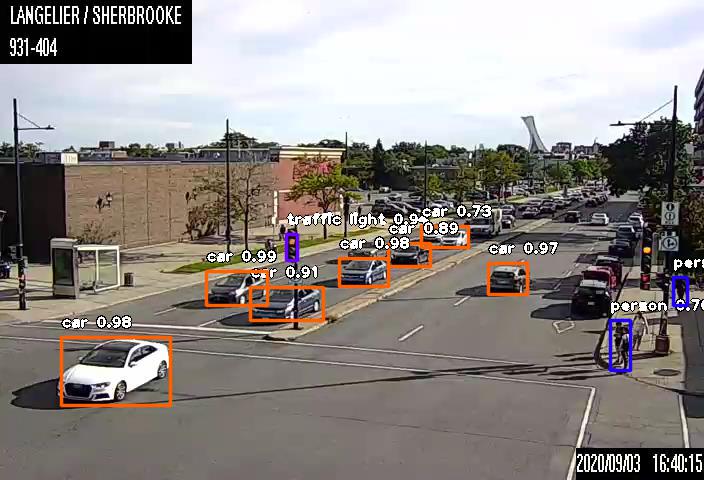 LANGELIER / SHERBROOKE
931-404
traffic light 0.9
car 0.73
car 0.89
car 0.98
car 0.97
car 0.99
car 0.91
pers
person 0.76
car 0.98
2020/09/03 16:40:15